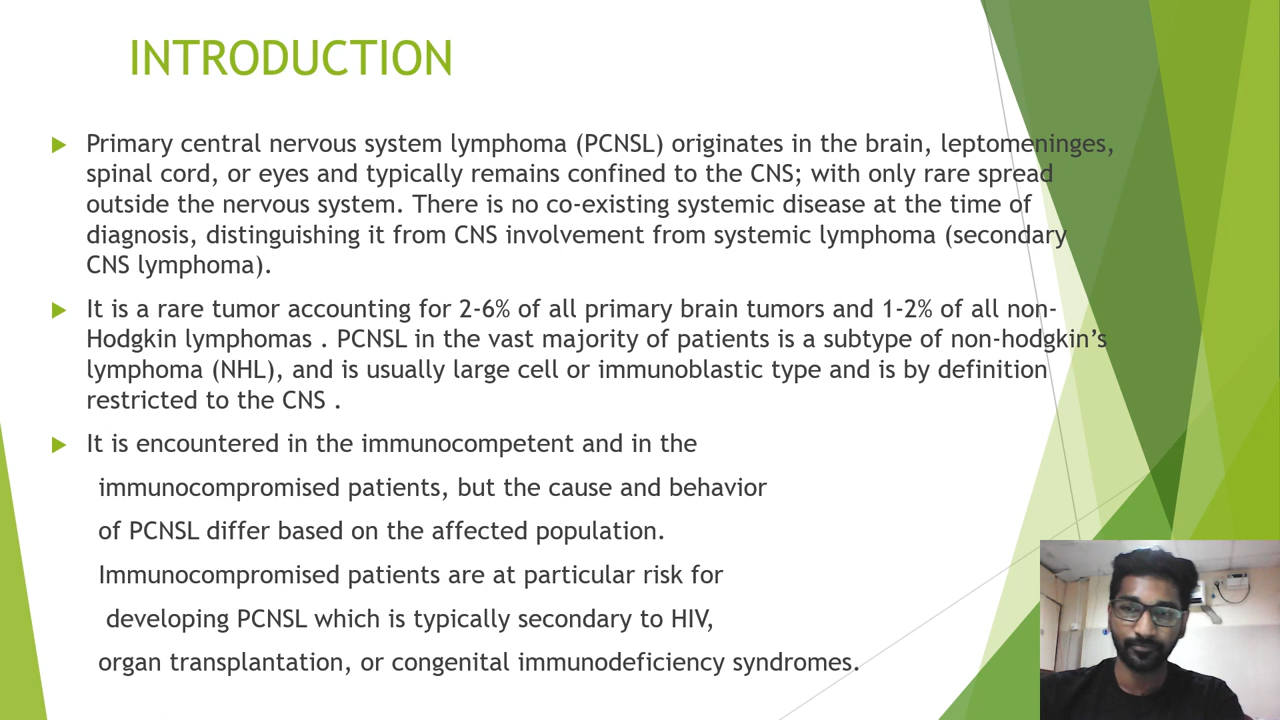 INTRODUCTION
Primary central nervous system lymphoma (PCNSL) originates in the brain, leptomeninges,
spinal cord, or eyes and typically remains confined to the CNS; with only rare spread
outside the nervous system. There is no co-existing systemic disease at the time of
diagnosis, distinguishing it from CNS involvement from systemic lymphoma (secondary
CNS lymphoma).
It is a rare tumor accounting for 2-6% of all primary brain tumors and 1-2% of all non-
Hodgkin lymphomas . PCNSL in the vast majority of patients is a subtype of non-hodgkin’s
lymphoma (NHL), and is usually large cell or immunoblastic type and is by definition
restricted to the CNS .
It is encountered in the immunocompetent and in the
immunocompromised patients, but the cause and behavior
of PCNSL differ based on the affected population.
Immunocompromised patients are at particular risk for
developing PCNSL which is typically secondary to HIV,
organ transplantation, or congenital immunodeficiency syndromes.